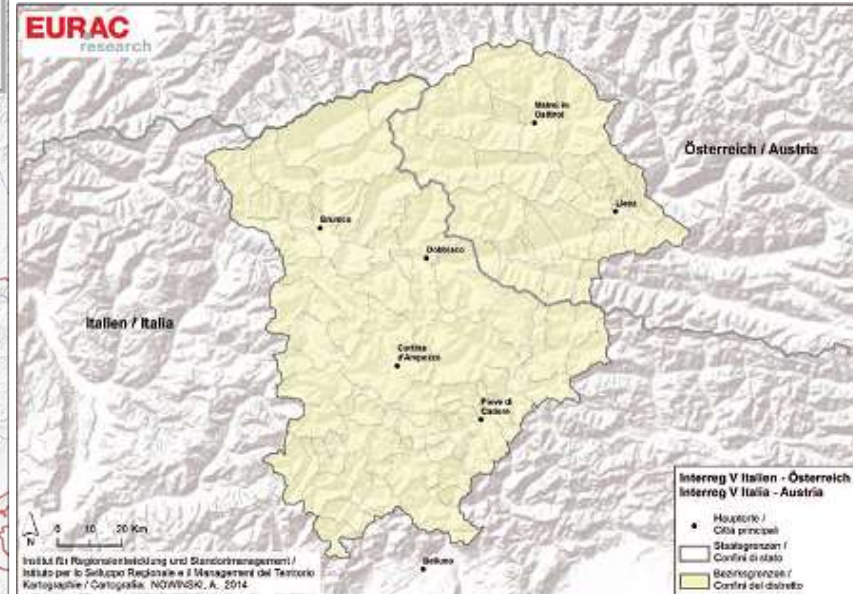 EURAC
research
Matrei in
Osttirol
Österreich / Austria
Lienz
Brunico
Dobbiaco
Italien / Italia
Cortina
d'Ampezzo
Pieve di
Cadore
Belluno
N
0 10 20 Km
Institut für Regionalentwicklung und Standortmanagement /
Istituto per lo Sviluppo Regionale e il Management del Territorio
Kartographie / Cartografia: NOWINSKI, A. 2014
Interreg V Italien - Österreich
Interreg V Italia - Austria
Hauptorte /
Città principali
Staatsgrenzen /
Confini di stato
Bezirksgrenzen /
Confini del distretto